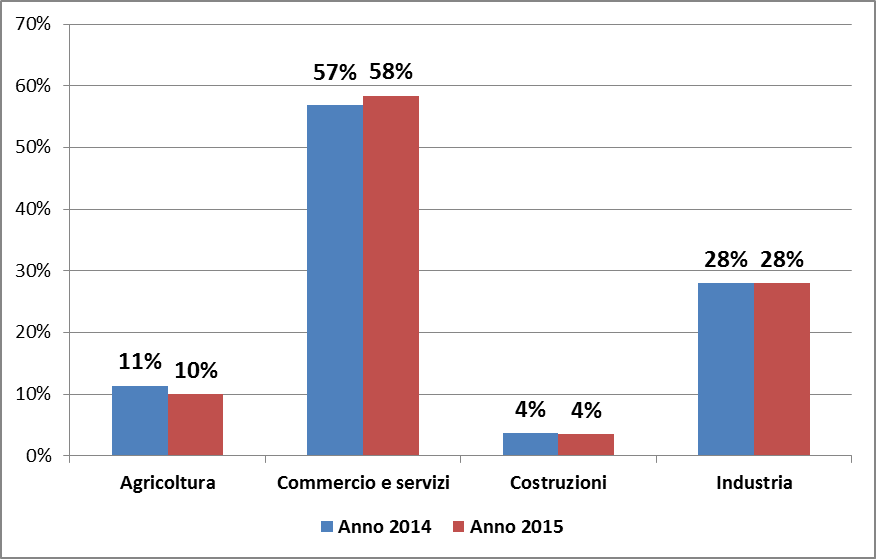 70%
60%
50%
40%
30%
20%
10%
0%
11%
10%
57%
58%
4%
4%
28%
28%
Agricoltura
Commercio e servizi
Costruzioni
Industria
Anno 2014
Anno 2015